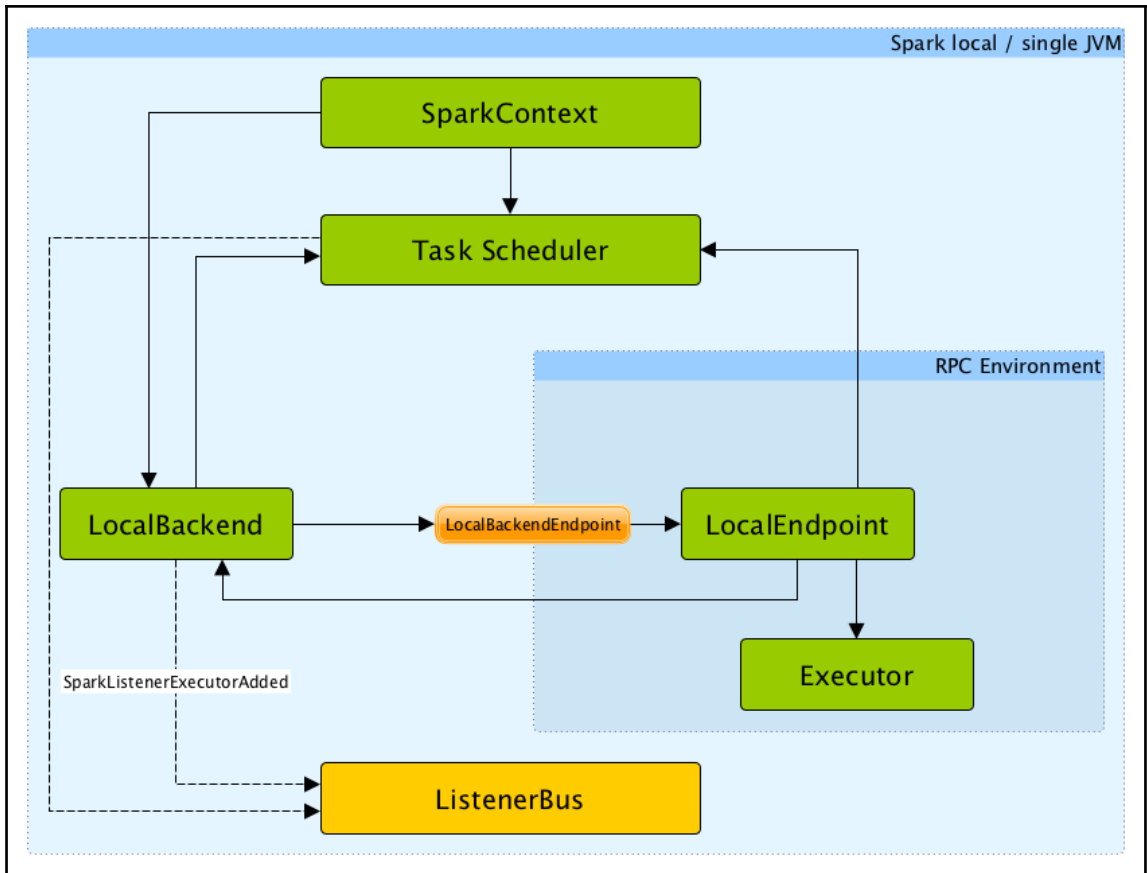 Spark local / single JVM
SparkContext
Task Scheduler
RPC Environment
LocalBackend
LocalBackendEndpoint
LocalEndpoint
Executor
SparkListenerExecutorAdded
ListenerBus